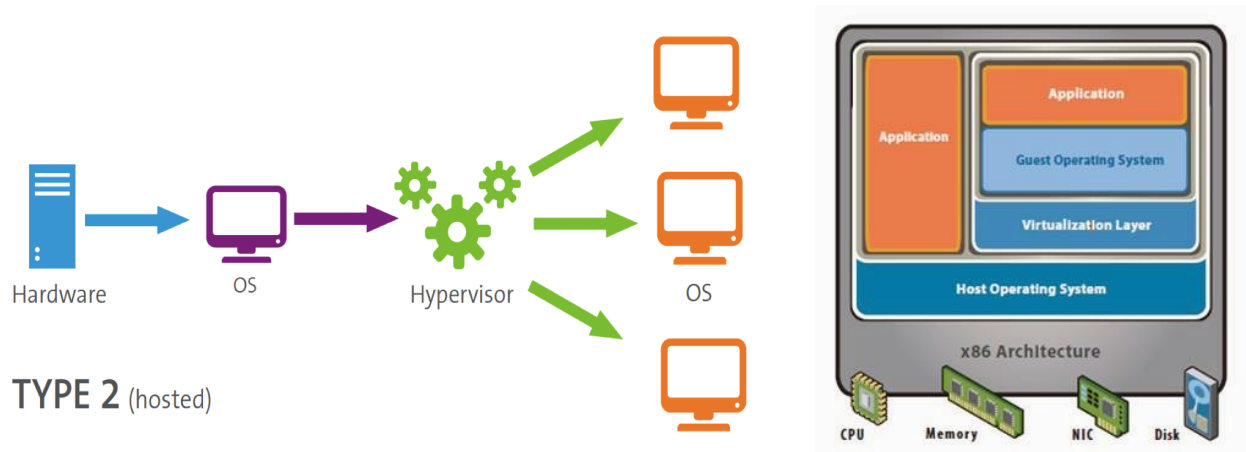 Hardware
OS
Hypervisor
OS
TYPE 2 (hosted)
Application
Application
Guest Operating System
Virtualization Layer
Host Operating System
x86 Architecture
CPU
Memory
NIC
Disk